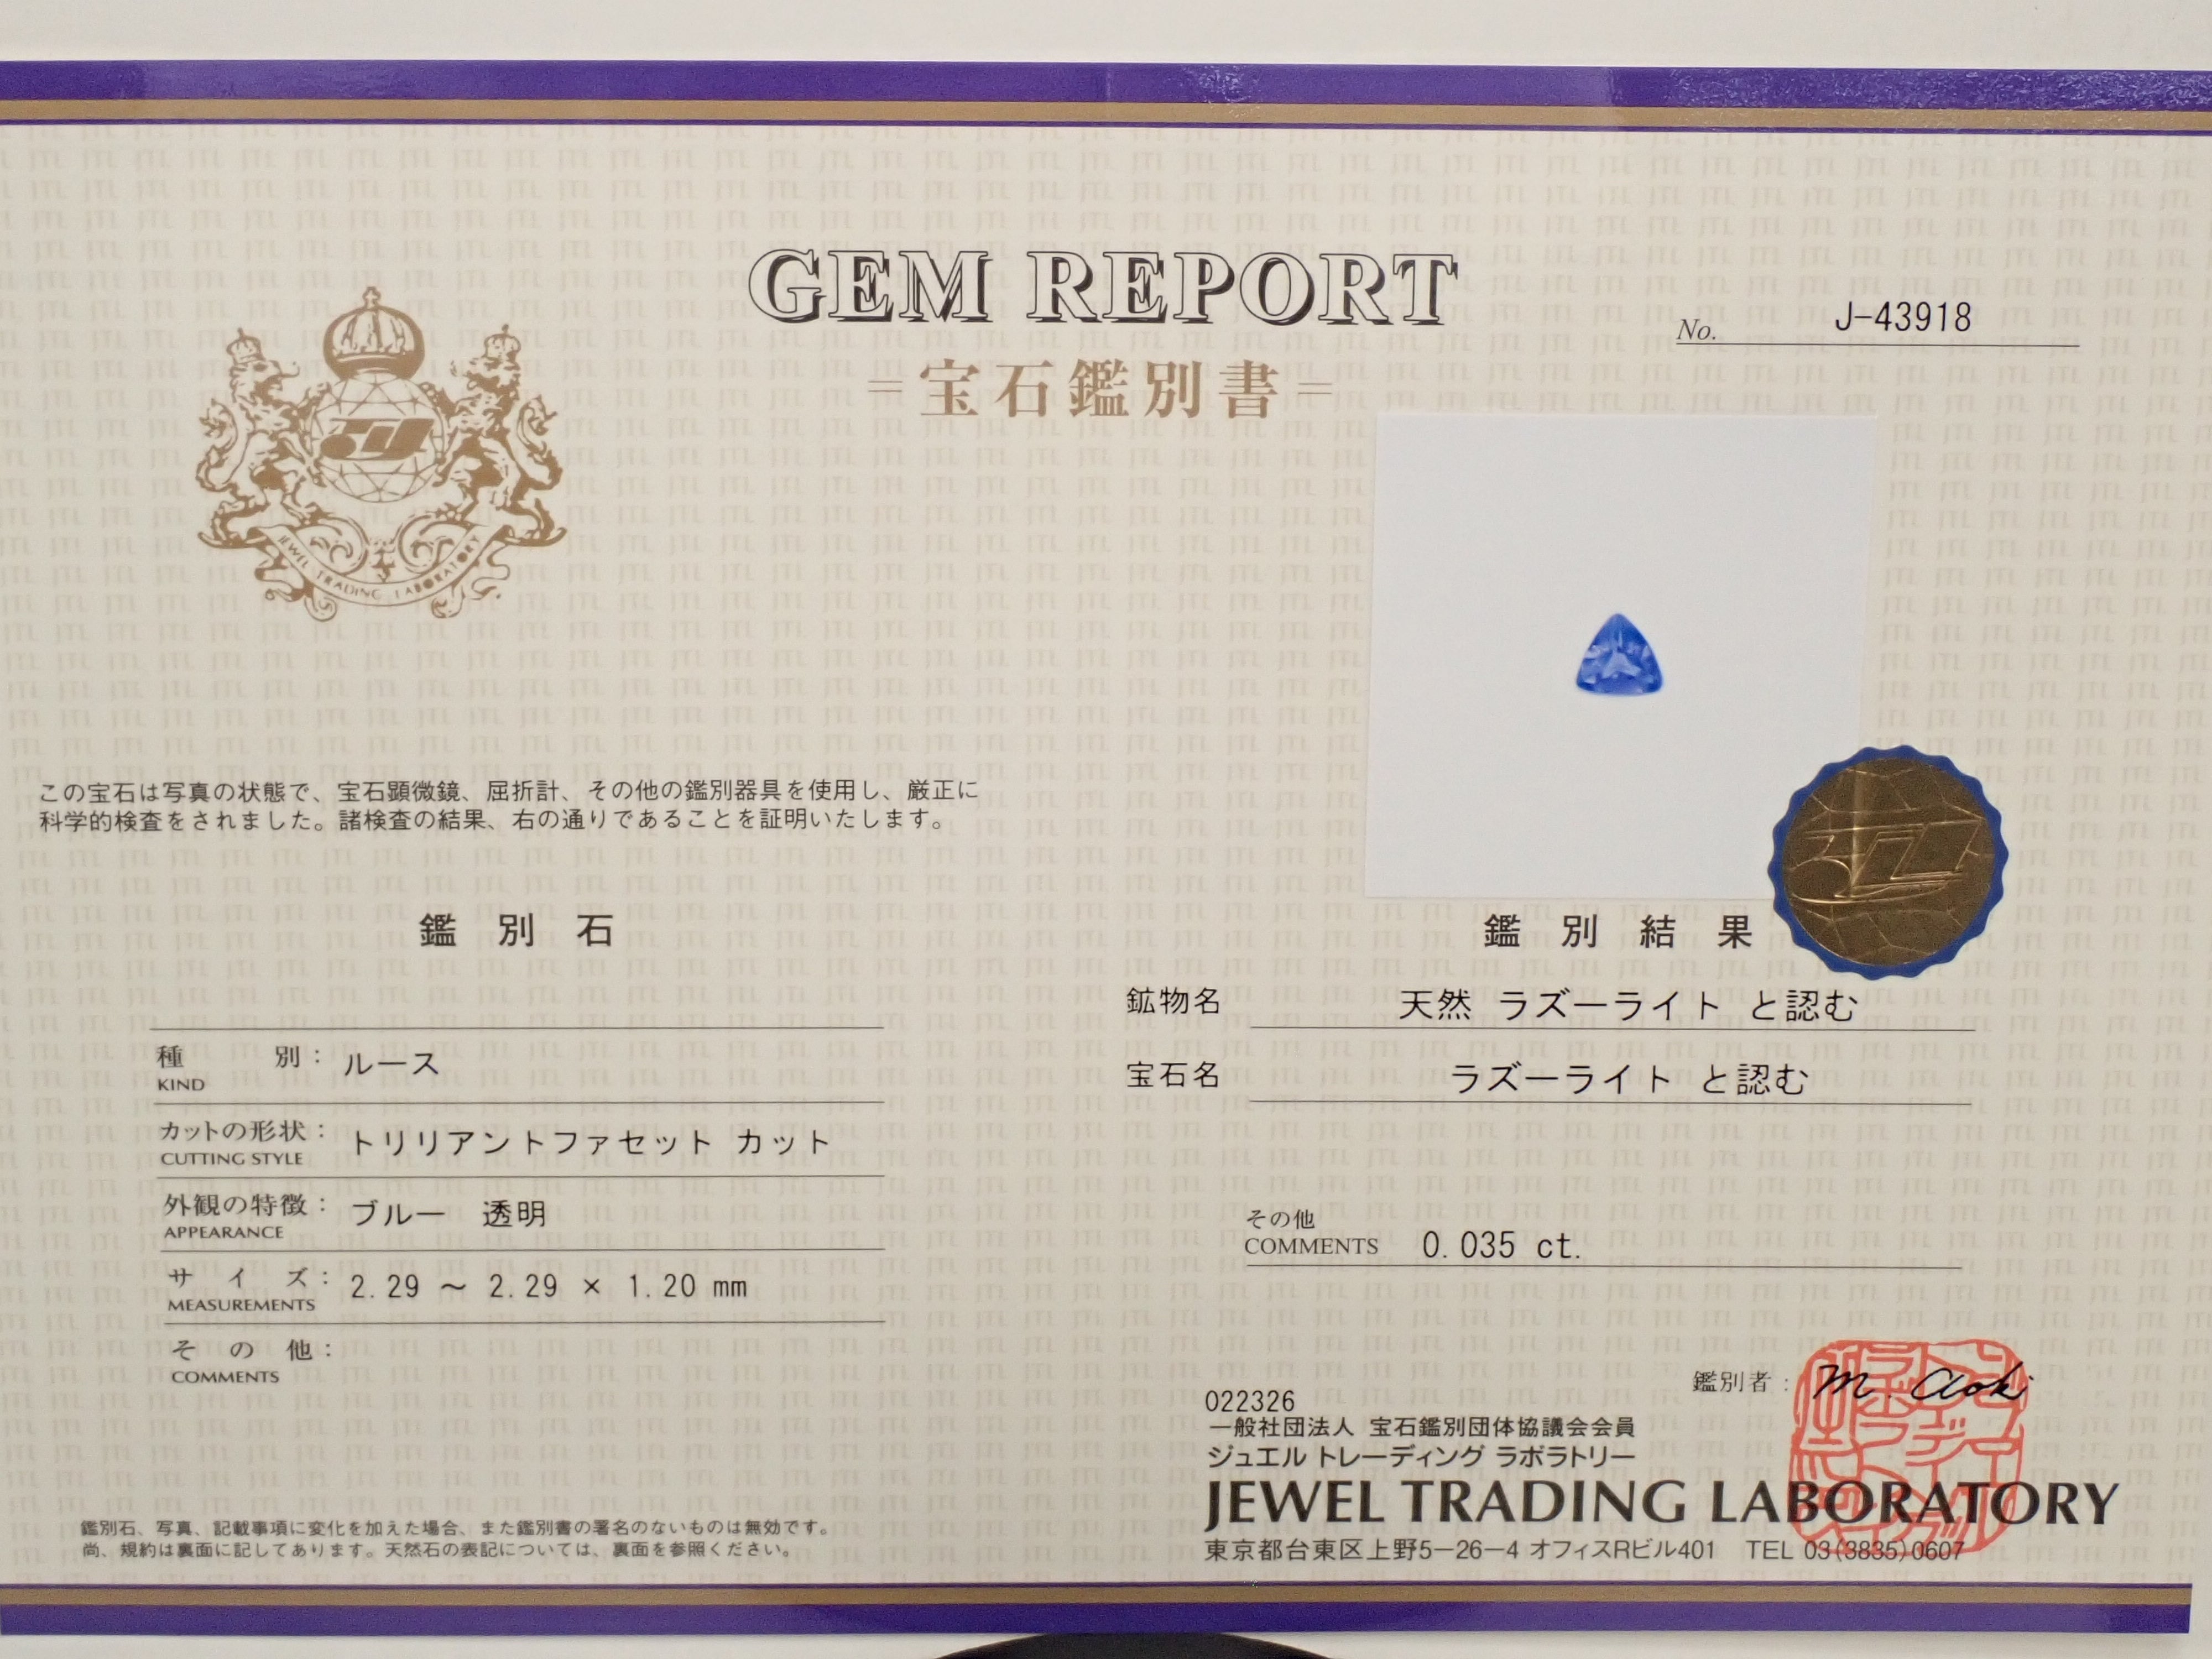 GEM REPORT
=宝石鑑別書=
No. J-43918
JEWEL TRADING LABORATORY
この宝石は写真の状態で、宝石顕微鏡、屈折計、その他の鑑別器具を使用し、厳正に
科学的検査をされました。諸検査の結果、右の通りであることを証明いたします。
鑑別石
種別: ルース
KIND
カットの形状: トリリアントファセット カット
CUTTING STYLE
外観の特徴: ブルー 透明
APPEARANCE
サイズ: 2.29 ～ 2.29 × 1.20 mm
MEASUREMENTS
その他:
COMMENTS
鑑別石、写真、記載事項に変化を加えた場合、また鑑別書の署名のないものは無効です。
尚、規約は裏面に記してあります。天然石の表記については、裏面を参照ください。
鑑別結果
鉱物名 天然 ラズーライト と認む
宝石名 ラズーライト と認む
その他
COMMENTS 0.035 ct.
鑑別者: M Aoki
022326
一般社団法人 宝石鑑別団体協議会会員
ジュエル トレーディング ラボラトリー
JEWEL TRADING LABORATORY
東京都台東区上野5-26-4 オフィスRビル401 TEL 03(3835)0607